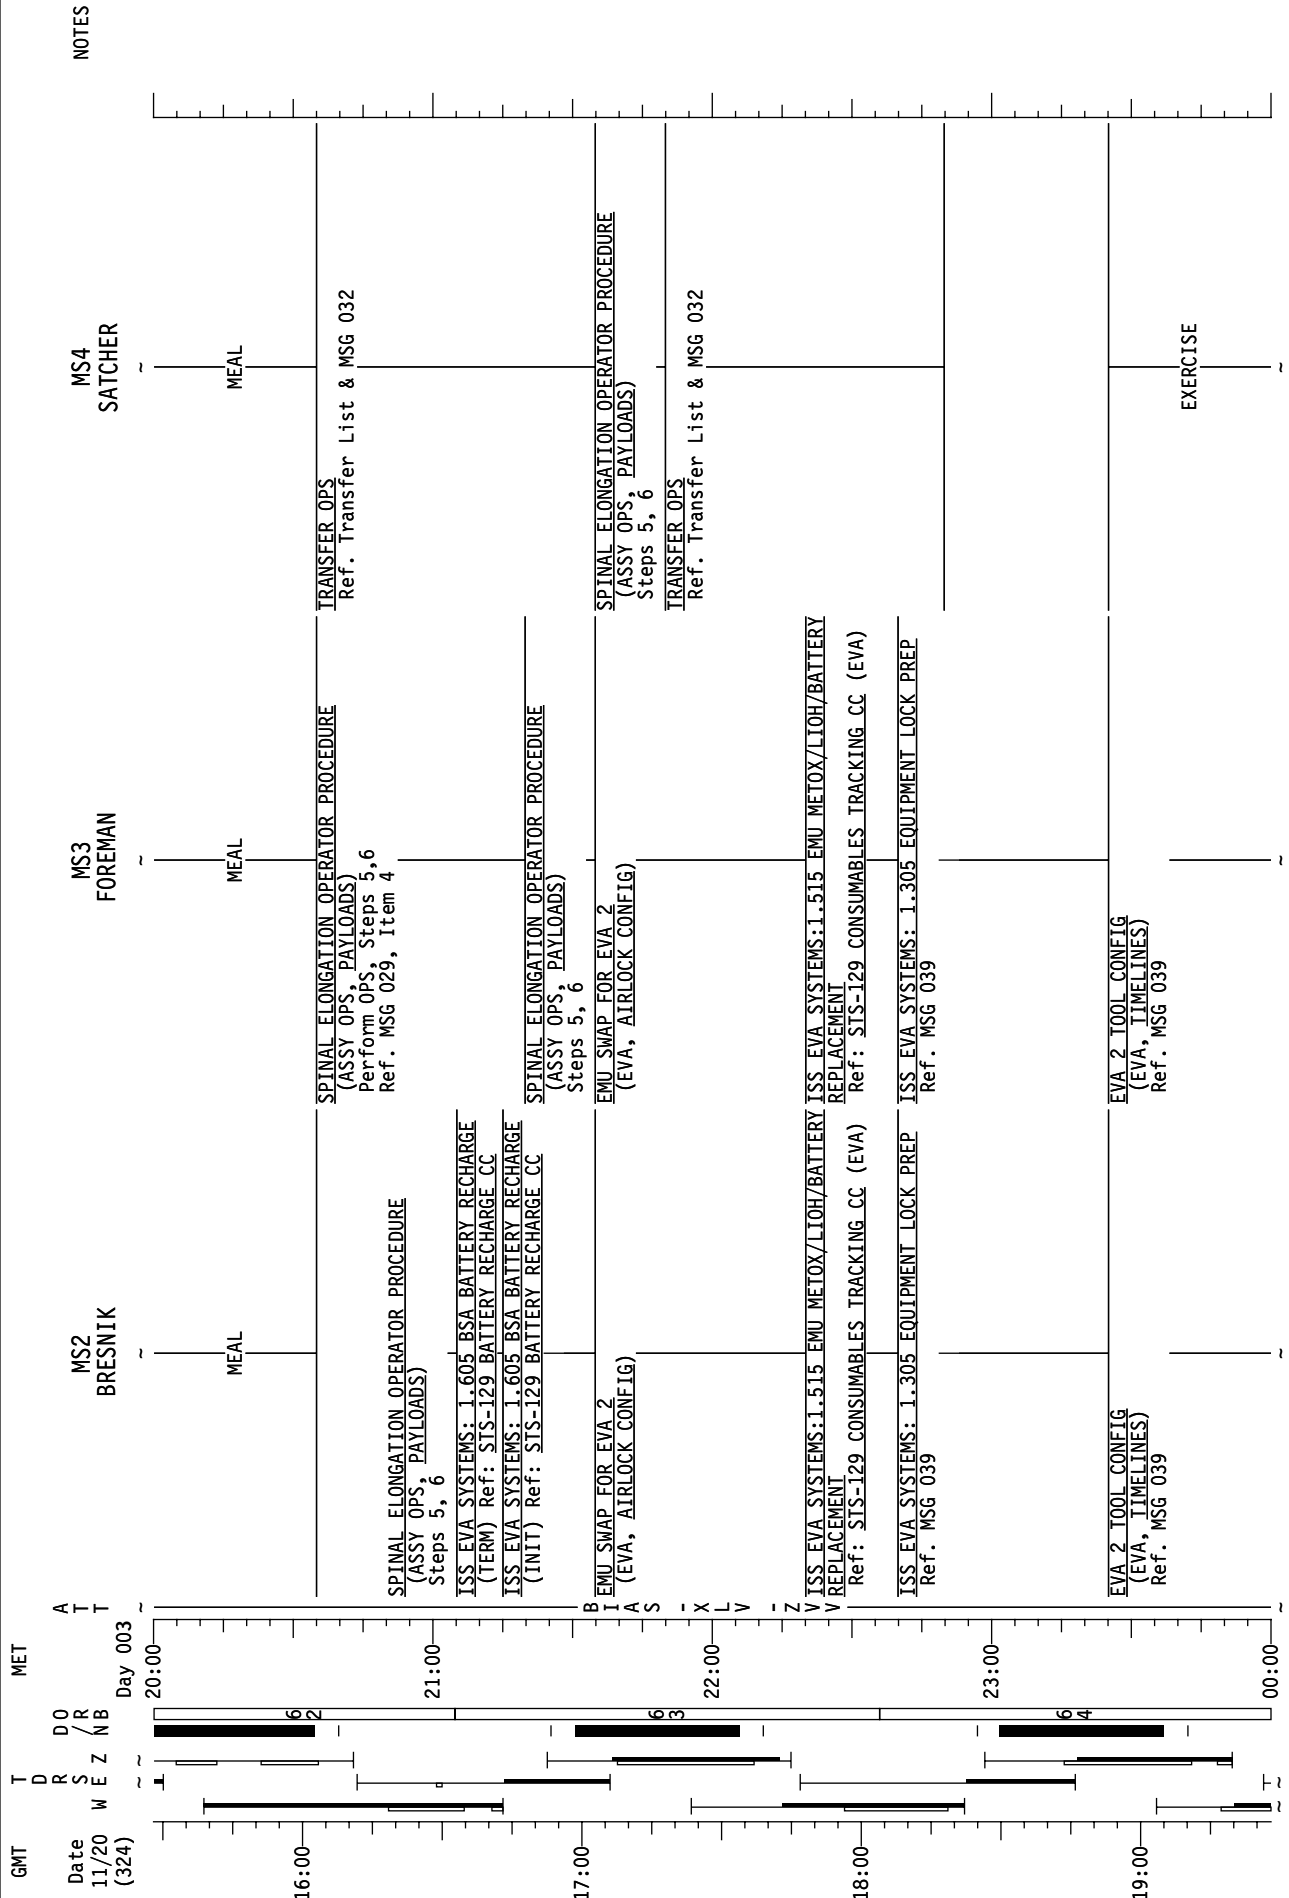 GMT
Date
11/20
(324)
16:00
17:00
18:00
19:00
T
D
R
S
W E Z
D O
/ R
N B
62
63
64
MET
Day 003
20:00
21:00
22:00
23:00
00:00
A
T
T
BIAS -XLV -ZVV
MS2
BRESNIK
MEAL
SPINAL ELONGATION OPERATOR PROCEDURE
(ASSY OPS, PAYLOADS)
Steps 5, 6
ISS EVA SYSTEMS: 1.605 BSA BATTERY RECHARGE
(TERM) Ref: STS-129 BATTERY RECHARGE CC
ISS EVA SYSTEMS: 1.605 BSA BATTERY RECHARGE
(INIT) Ref: STS-129 BATTERY RECHARGE CC
EMU SWAP FOR EVA 2
(EVA, AIRLOCK CONFIG)
ISS EVA SYSTEMS:1.515 EMU METOX/LIOH/BATTERY
REPLACEMENT
Ref: STS-129 CONSUMABLES TRACKING CC (EVA)
ISS EVA SYSTEMS: 1.305 EQUIPMENT LOCK PREP
Ref. MSG 039
EVA 2 TOOL CONFIG
(EVA, TIMELINES)
Ref. MSG 039
MS3
FOREMAN
MEAL
SPINAL ELONGATION OPERATOR PROCEDURE
(ASSY OPS, PAYLOADS)
Perform OPS, Steps 5,6
Ref. MSG 029, Item 4
SPINAL ELONGATION OPERATOR PROCEDURE
(ASSY OPS, PAYLOADS)
Steps 5, 6
EMU SWAP FOR EVA 2
(EVA, AIRLOCK CONFIG)
ISS EVA SYSTEMS:1.515 EMU METOX/LIOH/BATTERY
REPLACEMENT
Ref: STS-129 CONSUMABLES TRACKING CC (EVA)
ISS EVA SYSTEMS: 1.305 EQUIPMENT LOCK PREP
Ref. MSG 039
EVA 2 TOOL CONFIG
(EVA, TIMELINES)
Ref. MSG 039
MS4
SATCHER
MEAL
TRANSFER OPS
Ref. Transfer List & MSG 032
SPINAL ELONGATION OPERATOR PROCEDURE
(ASSY OPS, PAYLOADS)
Steps 5, 6
TRANSFER OPS
Ref. Transfer List & MSG 032
EXERCISE
NOTES